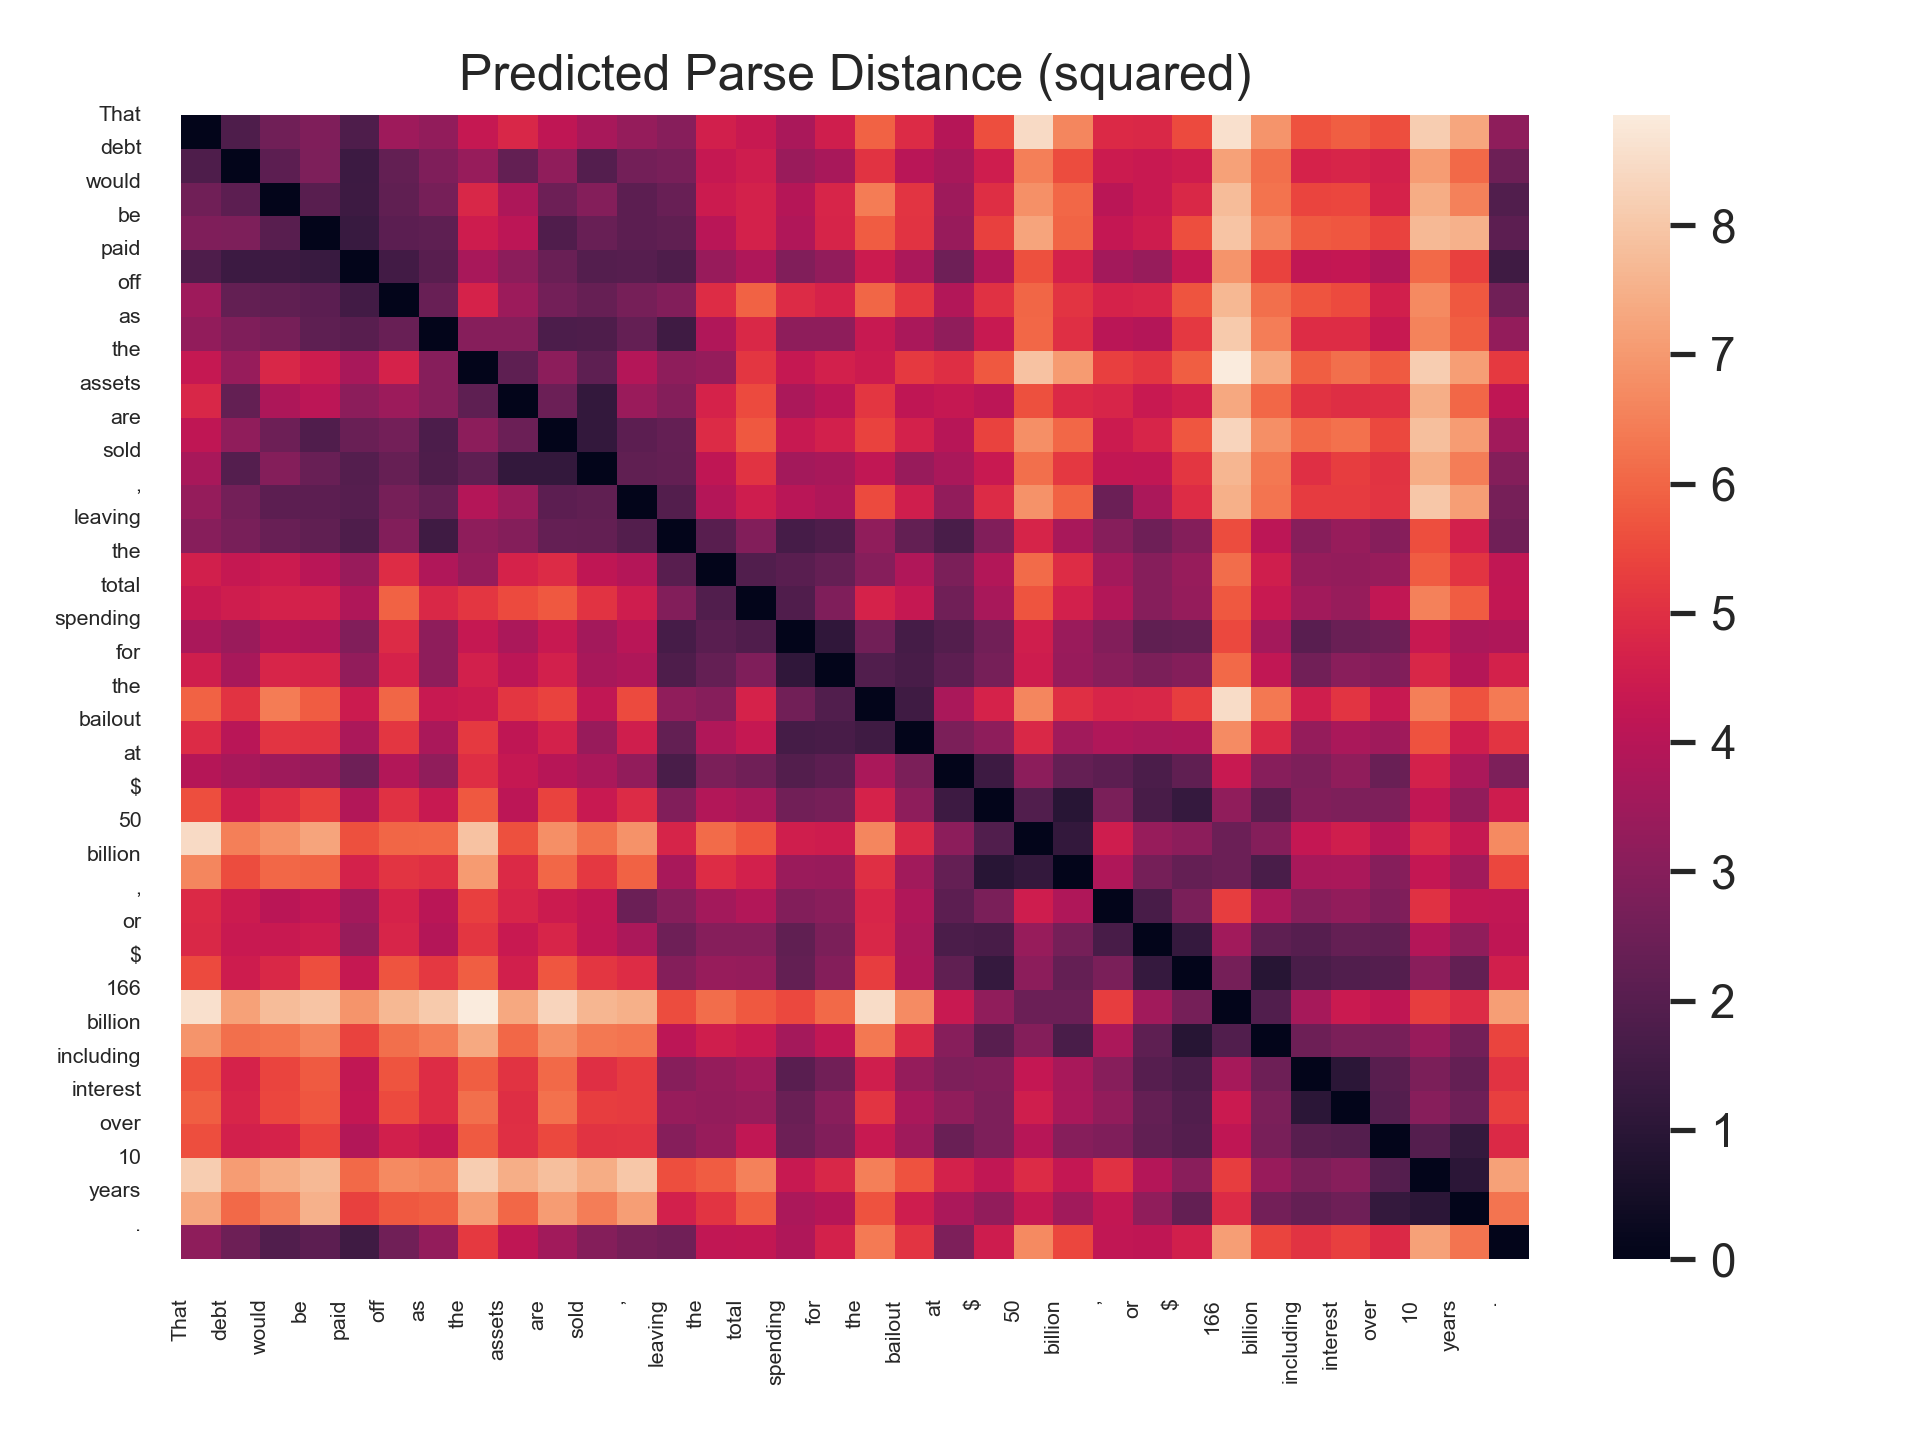 Predicted Parse Distance (squared)
That
debt
would
be
paid
off
as
the
assets
are
sold
,
leaving
the
total
spending
for
the
bailout
at
$
50
billion
,
or
$
166
billion
including
interest
over
10
years
.
8
7
6
5
4
3
2
1
0
That
debt
would
be
paid
off
as
the
assets
are
sold
,
leaving
the
total
spending
for
the
bailout
at
$
50
billion
,
or
$
166
billion
including
interest
over
10
years
.